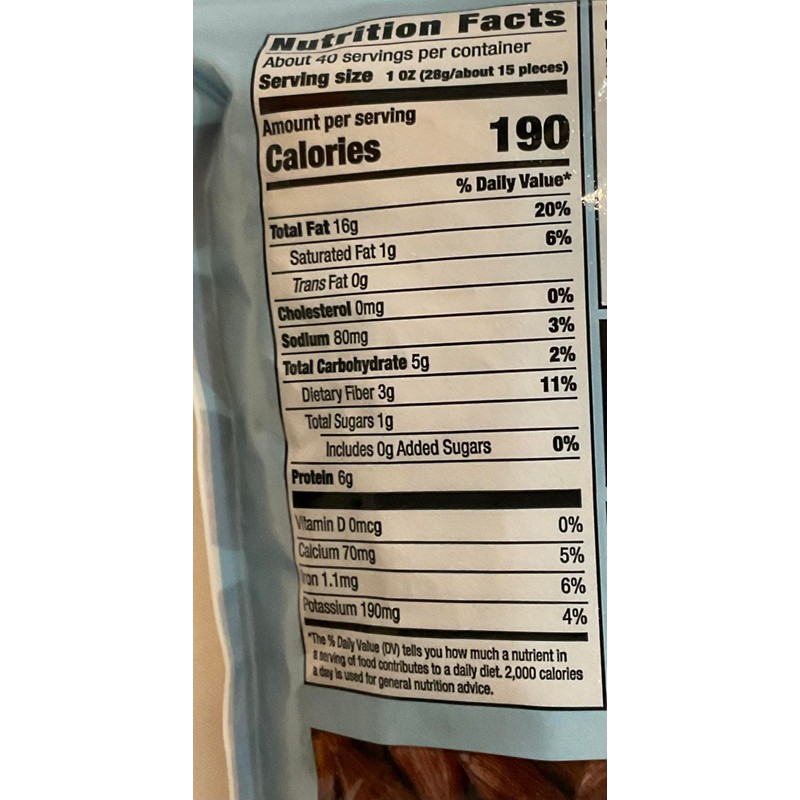 Nutrition Facts
About 40 servings per container
Serving size 1 OZ (28g/about 15 pieces)
Amount per serving
Calories 190
% Daily Value*
Total Fat 16g 20%
Saturated Fat 1g 6%
Trans Fat 0g
Cholesterol 0mg 0%
Sodium 80mg 3%
Total Carbohydrate 5g 2%
Dietary Fiber 3g 11%
Total Sugars 1g
Includes 0g Added Sugars 0%
Protein 6g
Vitamin D 0mcg 0%
Calcium 70mg 5%
Iron 1.1mg 6%
Potassium 190mg 4%
*The % Daily Value (DV) tells you how much a nutrient in
a serving of food contributes to a daily diet. 2,000 calories
a day is used for general nutrition advice.